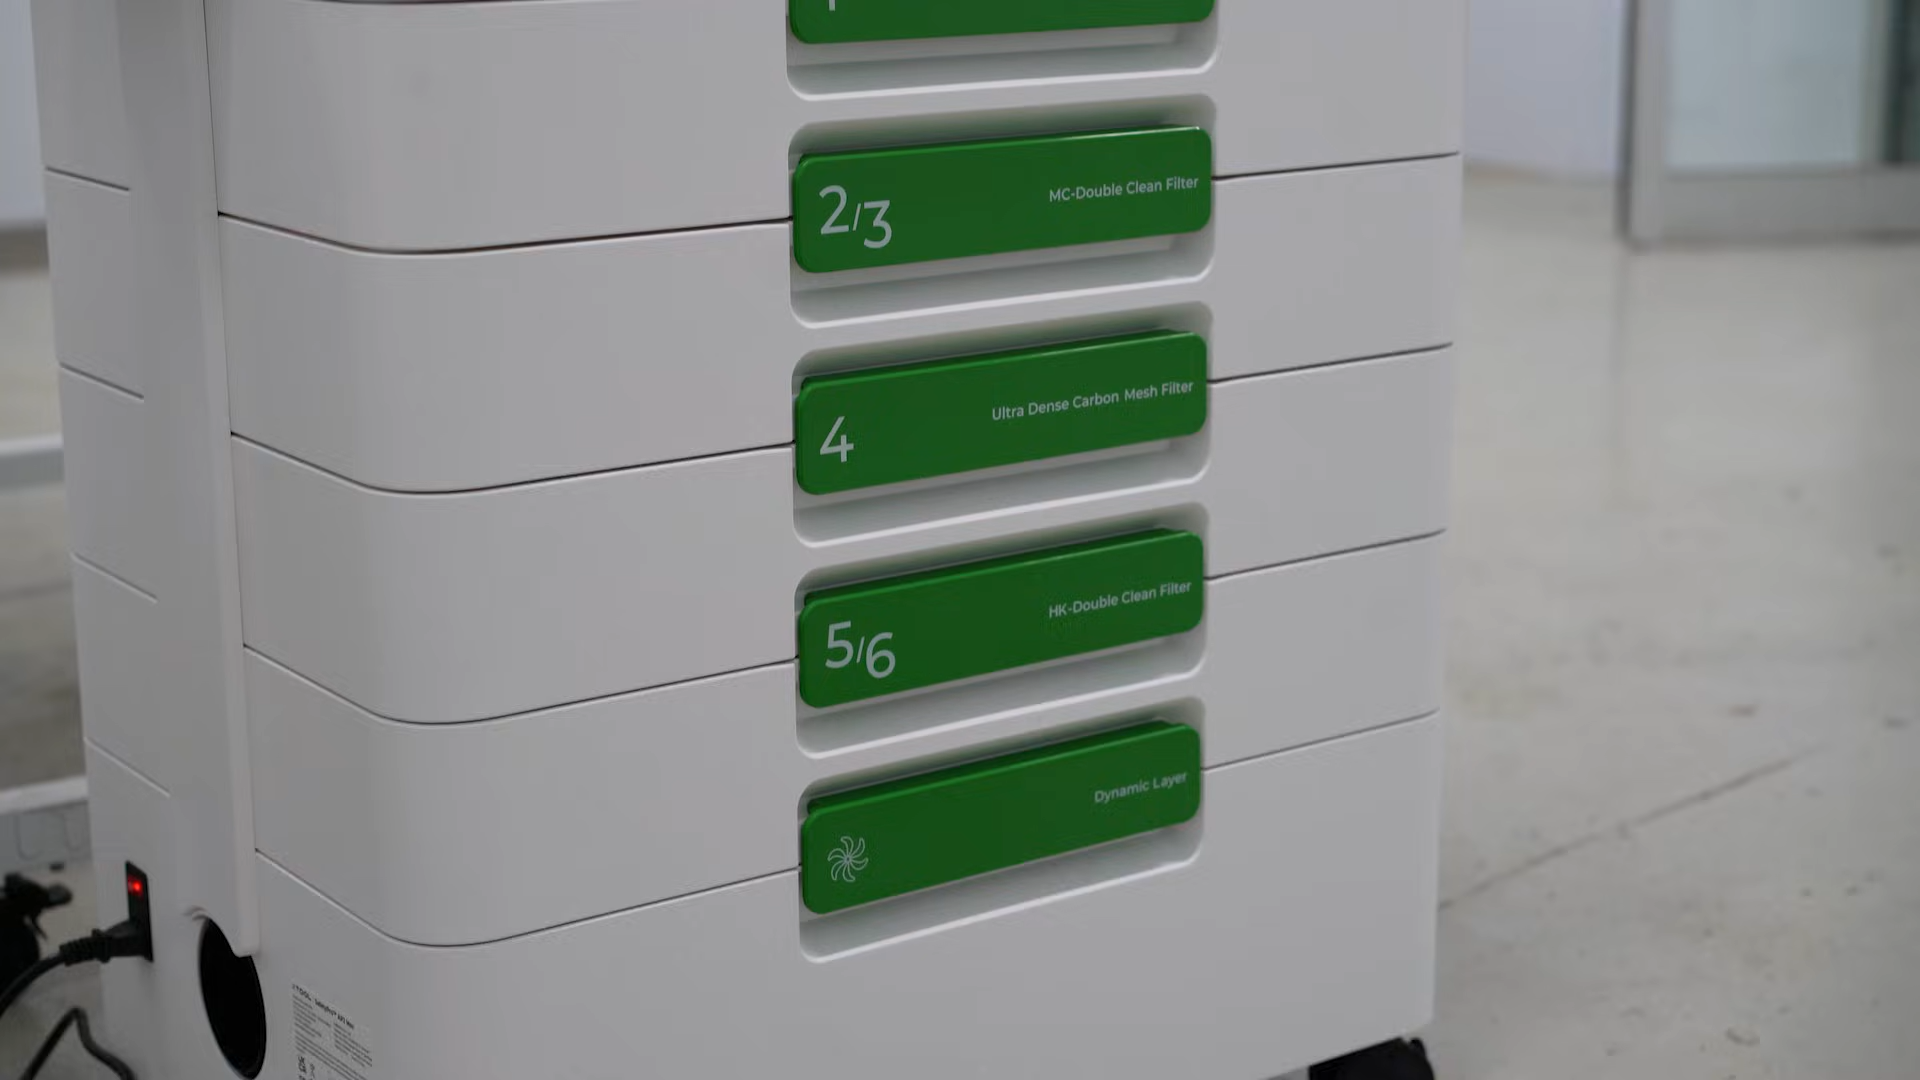 2/3
MC-Double Clean Filter
4
Ultra Dense Carbon Mesh Filter
5/6
HK-Double Clean Filter
Dynamic Layer